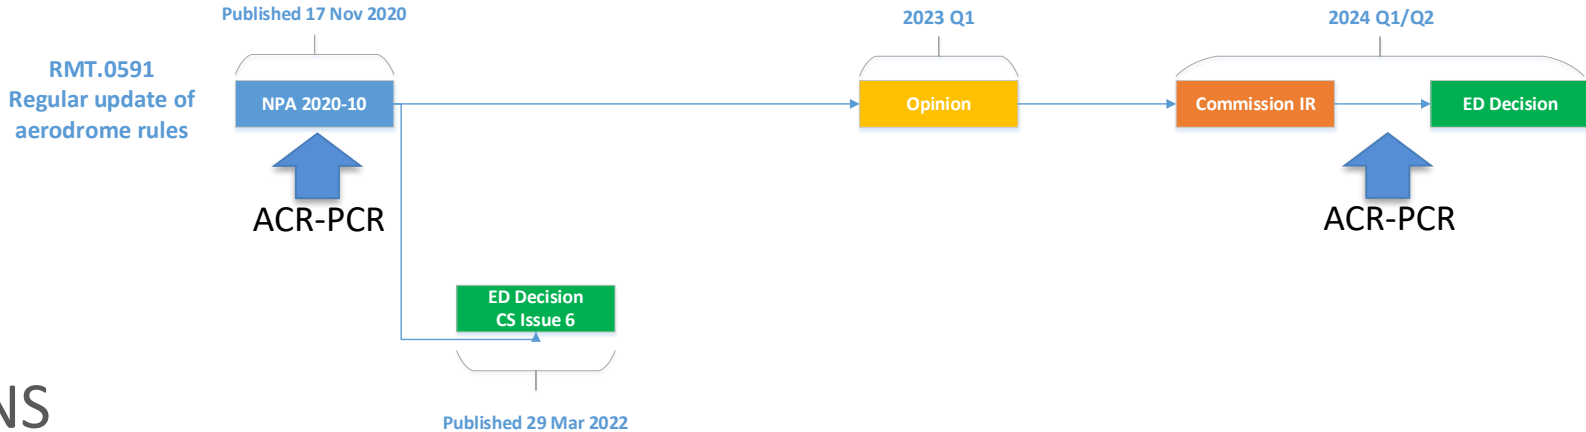 Published 17 Nov 2020
2023 Q1
2024 Q1/Q2
RMT.0591
Regular update of
aerodrome rules
NPA 2020-10
Opinion
Commission IR
ED Decision
ACR-PCR
ACR-PCR
ED Decision
CS Issue 6
NS
Published 29 Mar 2022